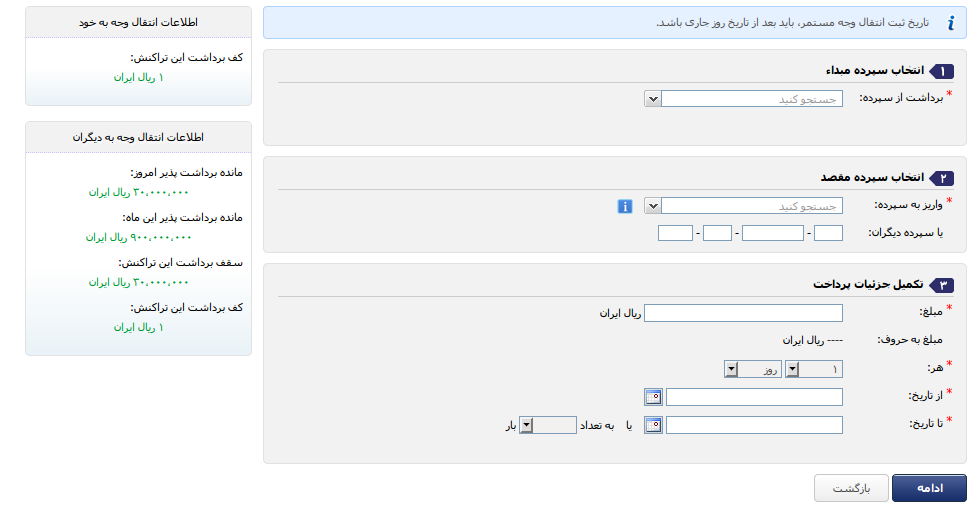 تاریخ ثبت انتقال وجه مستمر، باید بعد از تاریخ روز جاری باشد.
۱ انتخاب سپرده مبداء
* برداشت از سپرده: جستجو کنید
۲ انتخاب سپرده مقصد
* واریز به سپرده: جستجو کنید
یا سپرده دیگران: - - -
۳ تکمیل جزئیات پرداخت
* مبلغ: ریال ایران
مبلغ به حروف: ---- ریال ایران
* هر: ۱ روز
* از تاریخ:
* تا تاریخ: یا به تعداد بار
ادامه بازگشت
اطلاعات انتقال وجه به خود
کف برداشت این تراکنش:
۱ ریال ایران
اطلاعات انتقال وجه به دیگران
مانده برداشت پذیر امروز:
۳۰،۰۰۰،۰۰۰ ریال ایران
مانده برداشت پذیر این ماه:
۹۰۰،۰۰۰،۰۰۰ ریال ایران
سقف برداشت این تراکنش:
۳۰،۰۰۰،۰۰۰ ریال ایران
کف برداشت این تراکنش:
۱ ریال ایران